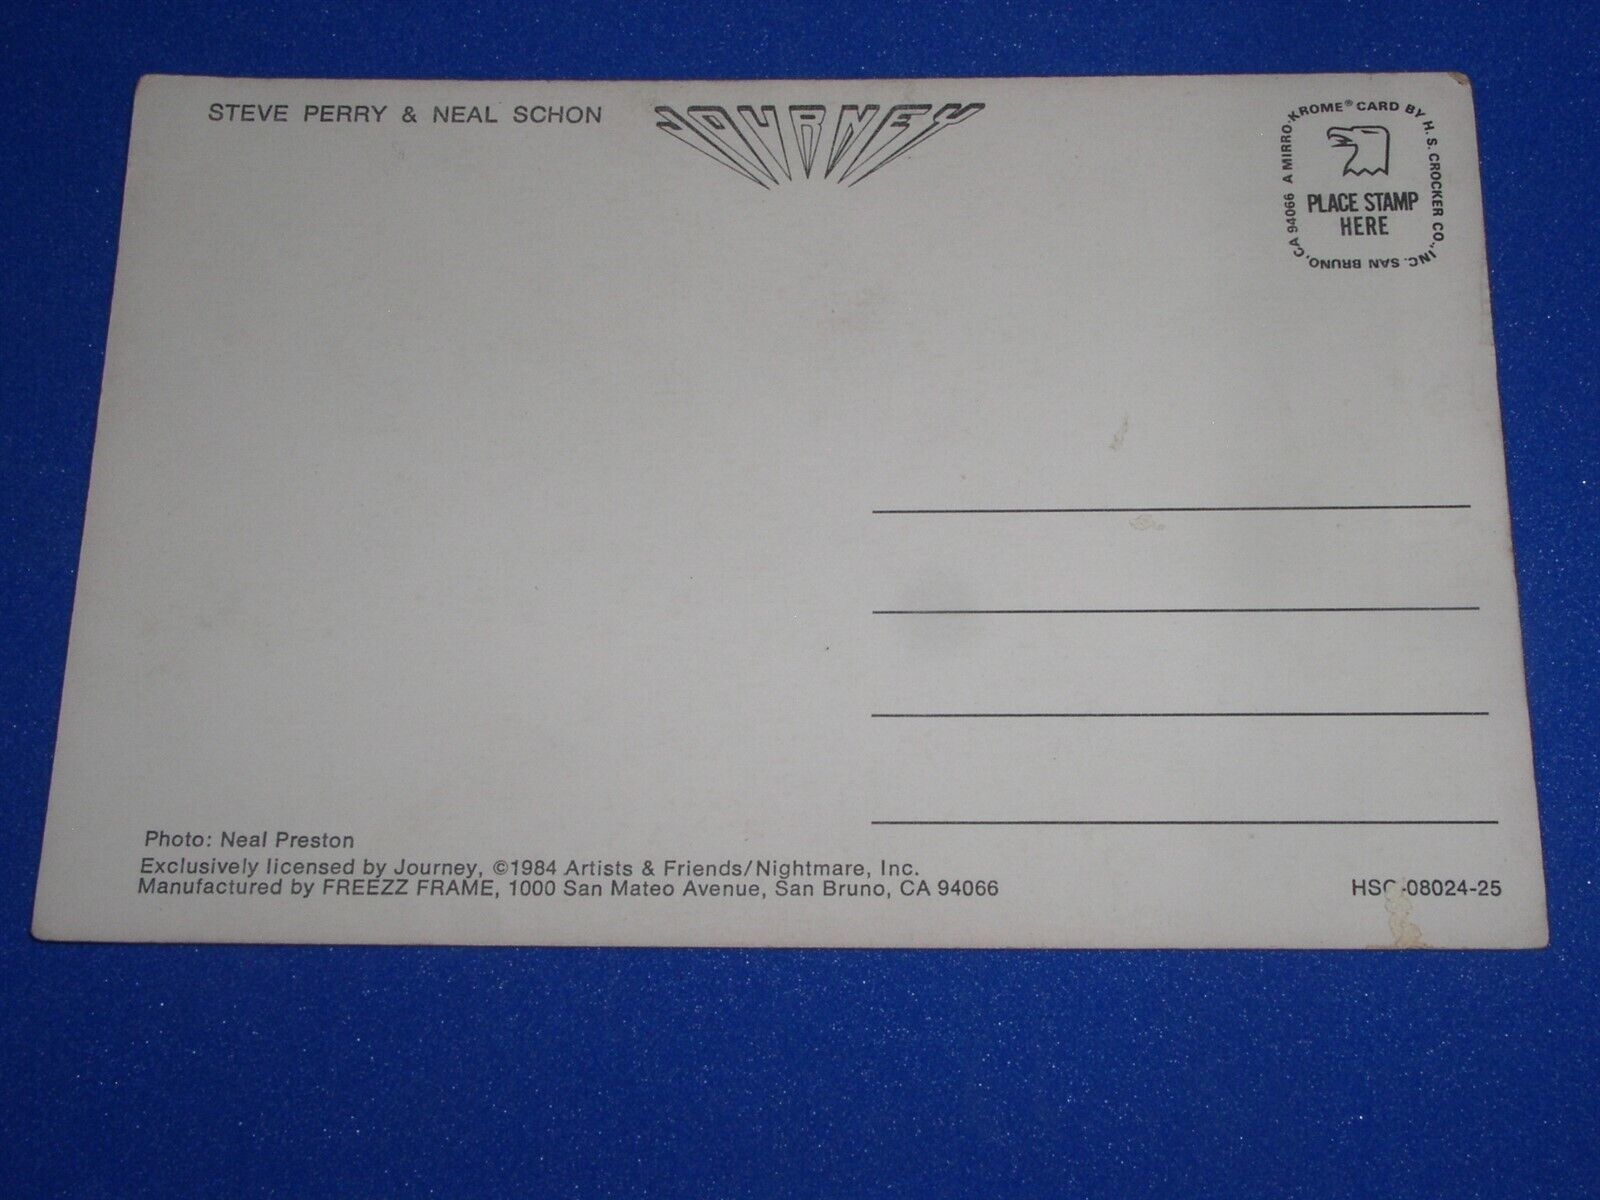 STEVE PERRY & NEAL SCHON
JOURNEY
A MIRRO-KROME® CARD BY H. S. CROCKER CO., INC. SAN BRUNO, CA 94066
PLACE STAMP
HERE
Photo: Neal Preston
Exclusively licensed by Journey, ©1984 Artists & Friends/Nightmare, Inc.
Manufactured by FREEZZ FRAME, 1000 San Mateo Avenue, San Bruno, CA 94066
HSC-08024-25